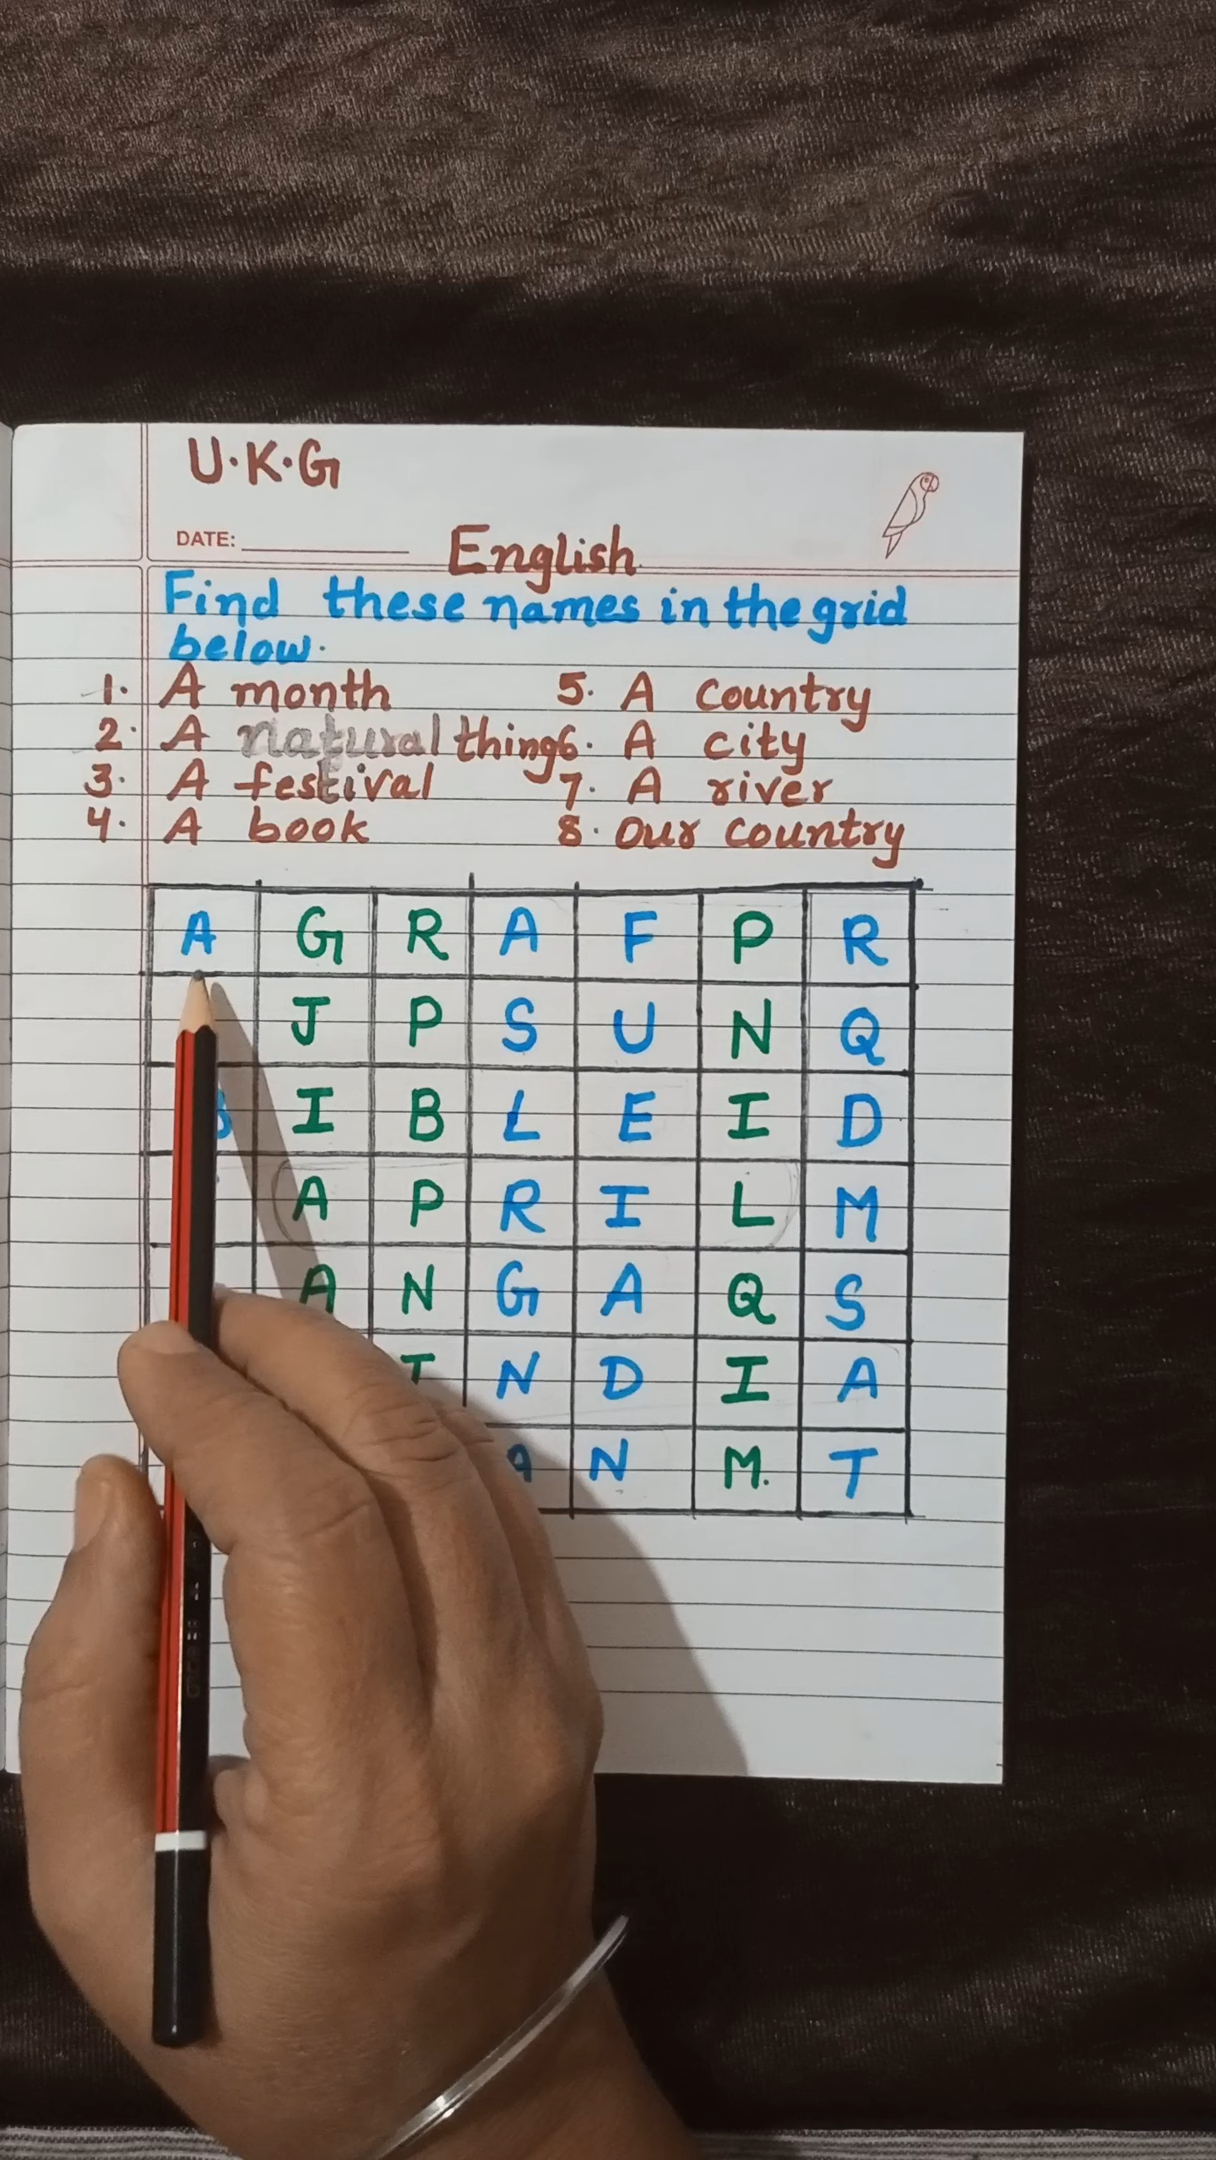 U.K.G
DATE:
English
Find these names in the grid
below.
1. A month 5. A country
2. A natural thing 6. A city
3. A festival 7. A river
4. A book 8. Our country
A G R A F P R
J P S U N Q
B I B L E I D
A P R I L M
A N G A Q S
I N D I A
A N M. T